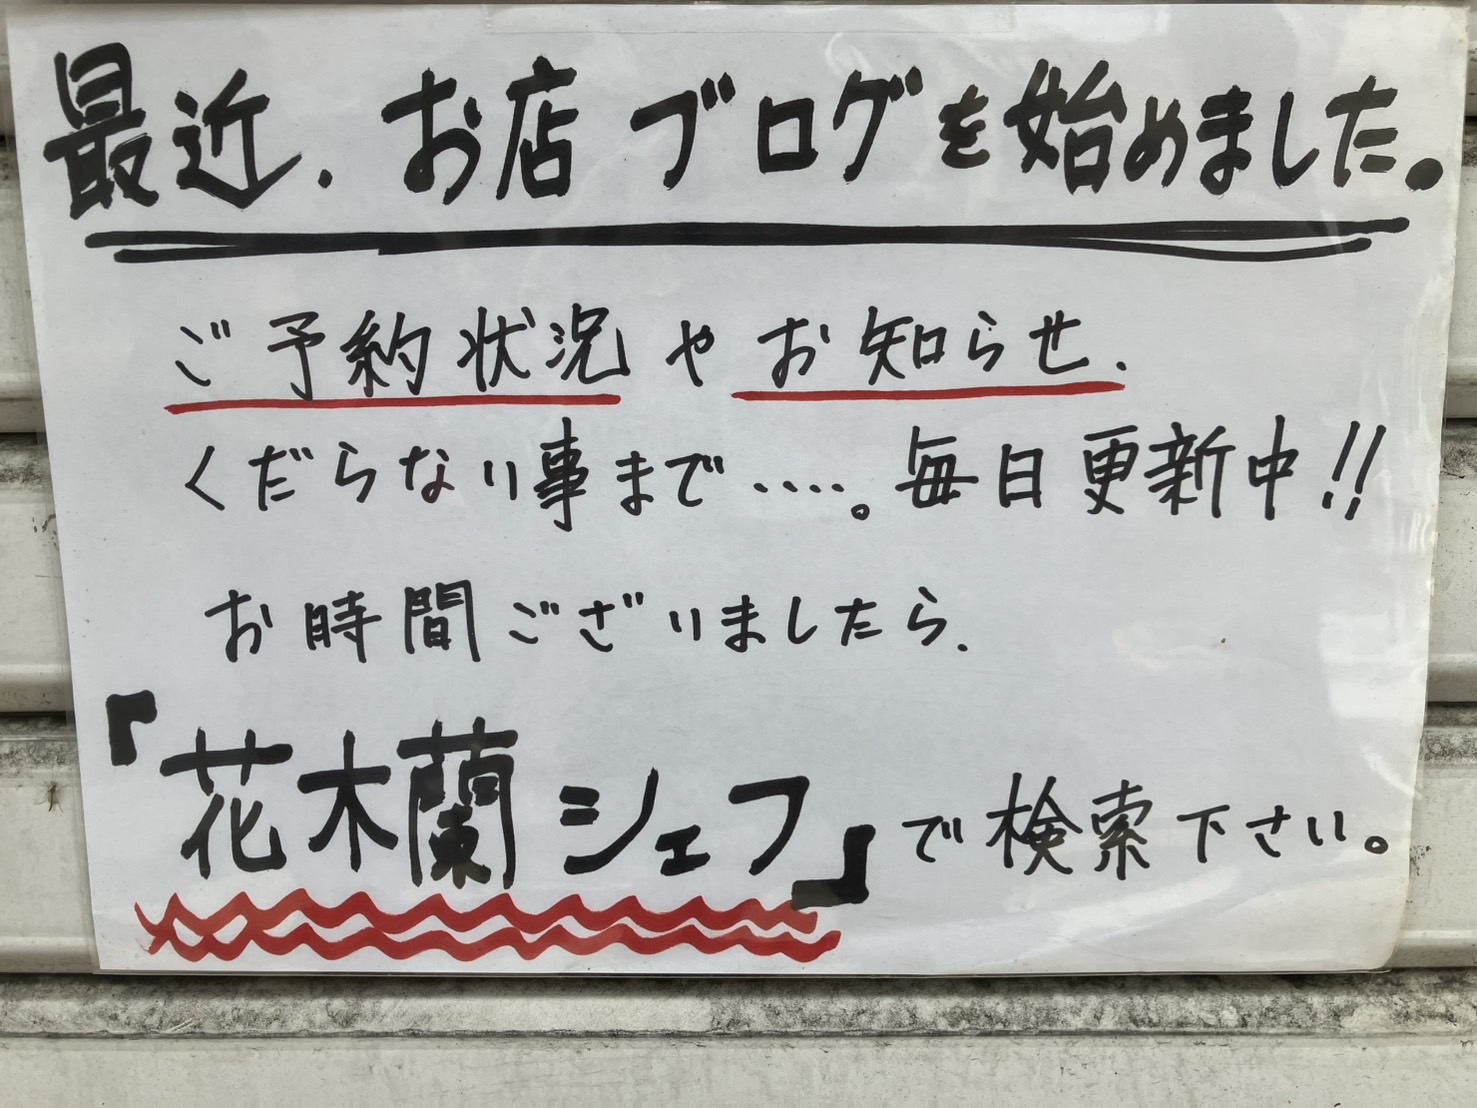 最近、お店ブログを始めました。
ご予約状況やお知らせ、
くだらない事まで‥‥。毎日更新中!!
お時間ございましたら、
『花木蘭シェフ』で検索下さい。